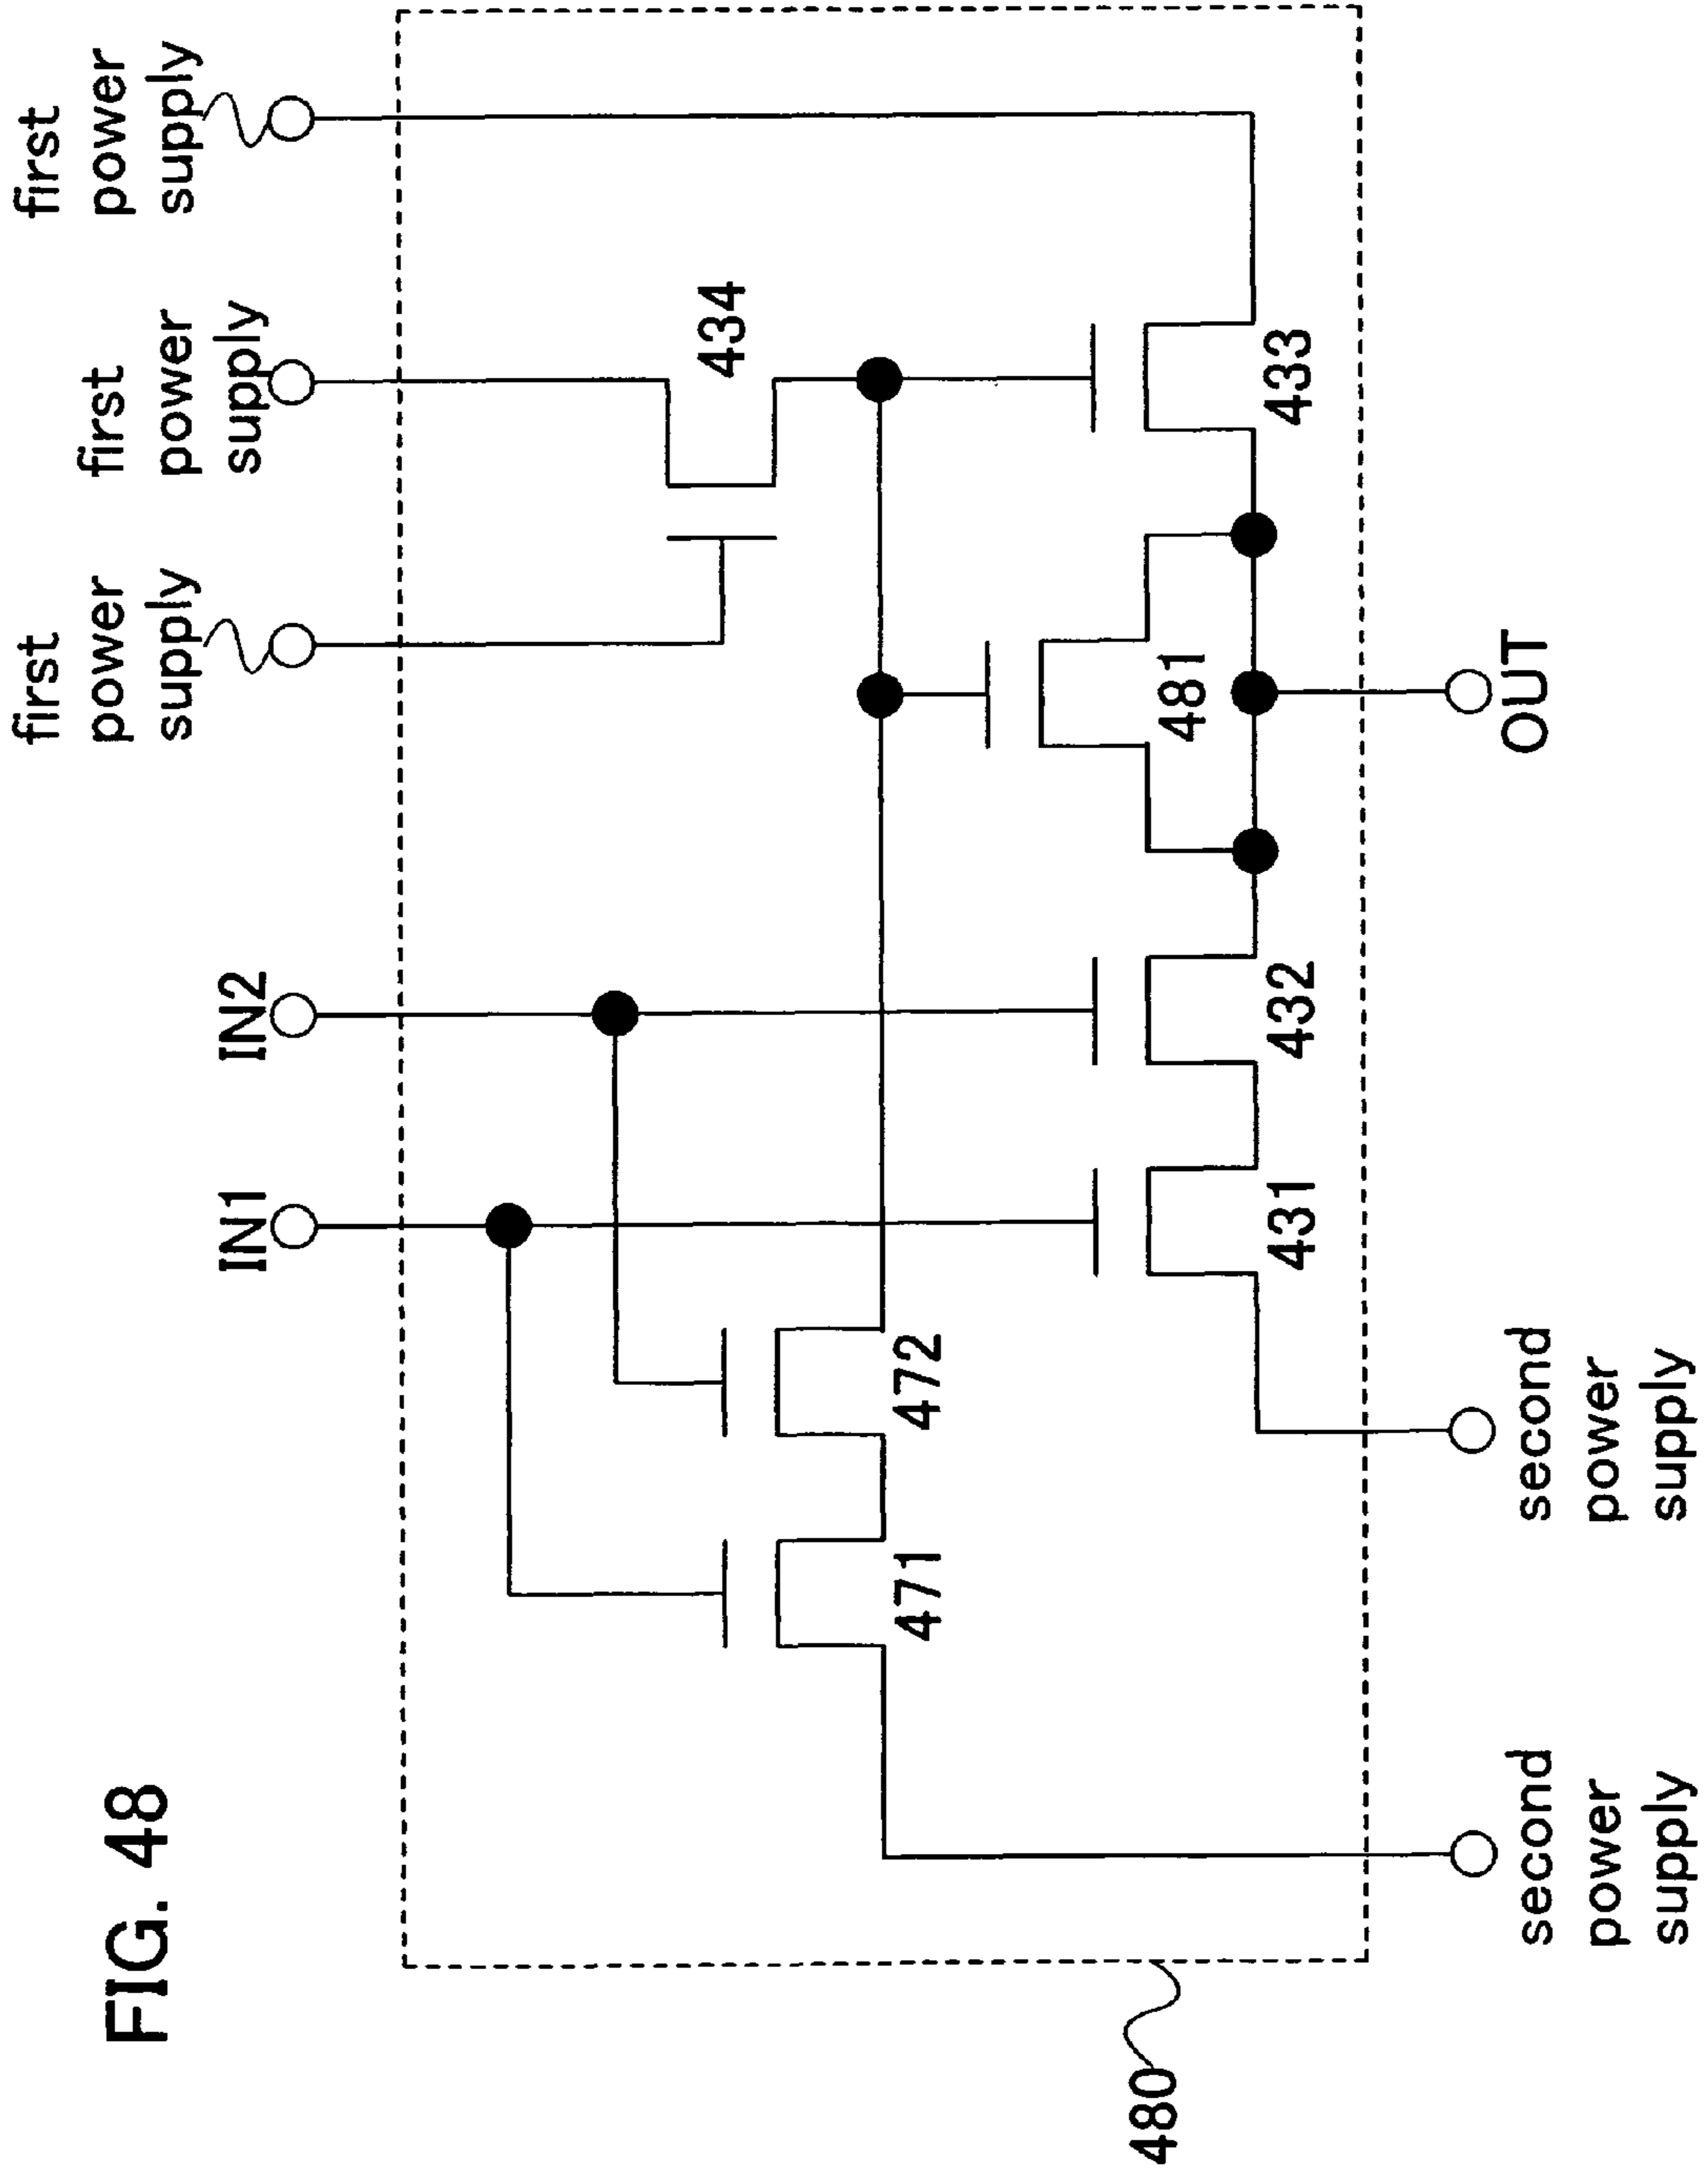 FIG. 48
IN1
IN2
first
power
supply
first
power
supply
first
power
supply
434
471
472
481
431
432
433
480
second
power
supply
second
power
supply
OUT